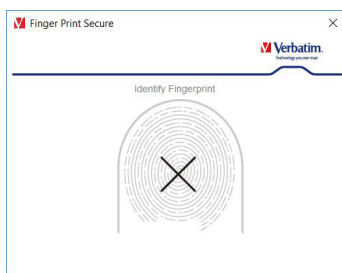 Finger Print Secure
Verbatim.
Technology you can trust
Identify Fingerprint